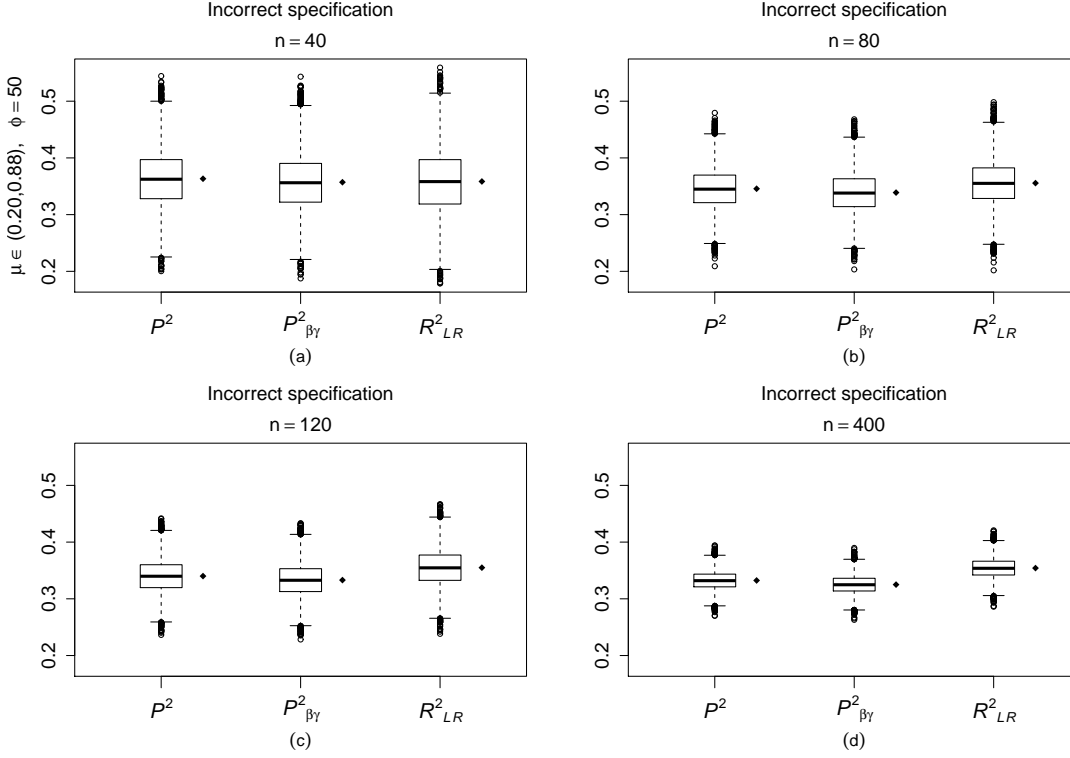 Incorrect specification
n = 40
μ ∈ (0.20,0.88), ϕ = 50
0.5
0.4
0.3
0.2
P² P²βγ R²LR
(a)
Incorrect specification
n = 80
0.5
0.4
0.3
0.2
P² P²βγ R²LR
(b)
Incorrect specification
n = 120
0.5
0.4
0.3
0.2
P² P²βγ R²LR
(c)
Incorrect specification
n = 400
0.5
0.4
0.3
0.2
P² P²βγ R²LR
(d)